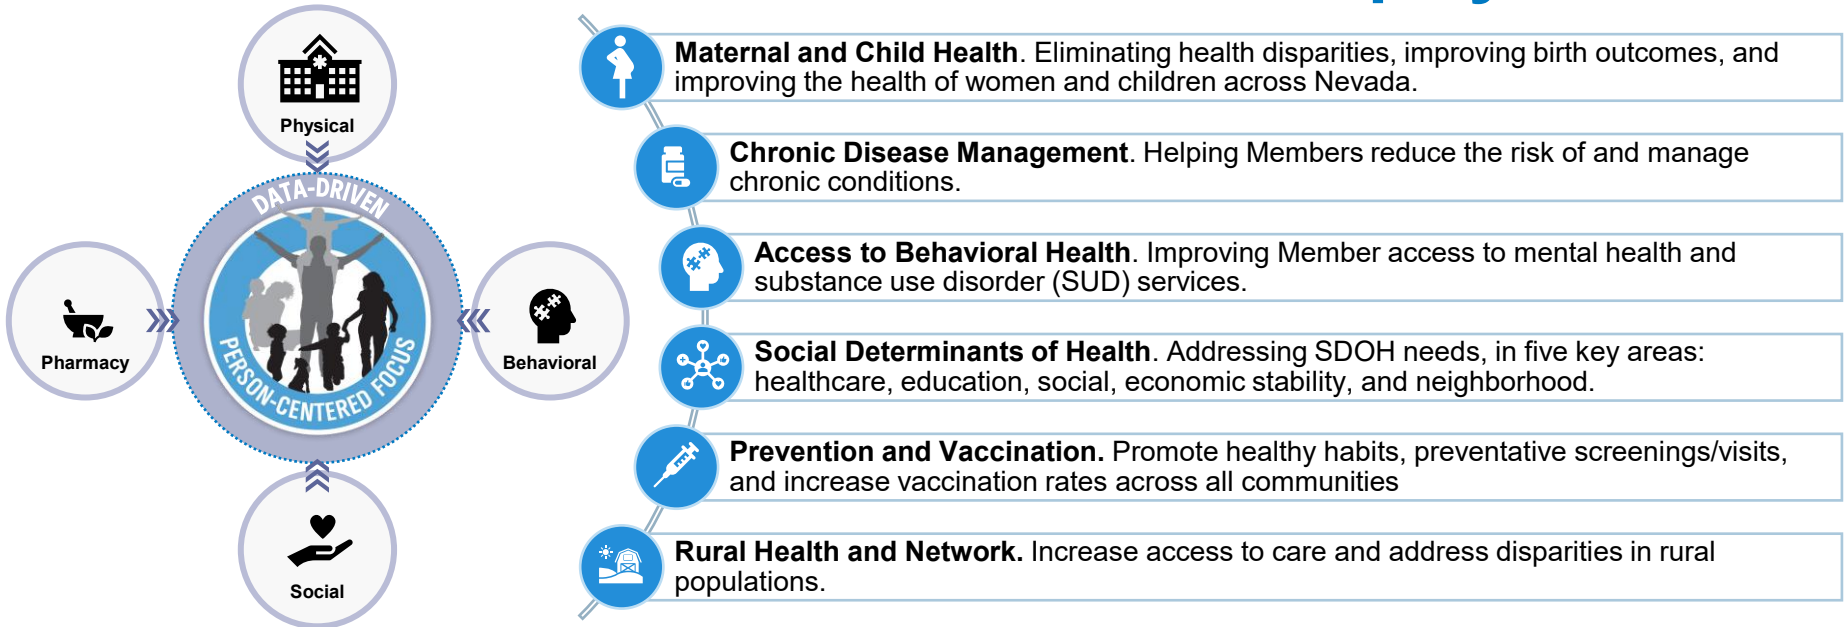 Physical
DATA-DRIVEN
PERSON-CENTERED FOCUS
Pharmacy
Behavioral
Social
Maternal and Child Health. Eliminating health disparities, improving birth outcomes, and
improving the health of women and children across Nevada.
Chronic Disease Management. Helping Members reduce the risk of and manage
chronic conditions.
Access to Behavioral Health. Improving Member access to mental health and
substance use disorder (SUD) services.
Social Determinants of Health. Addressing SDOH needs, in five key areas:
healthcare, education, social, economic stability, and neighborhood.
Prevention and Vaccination. Promote healthy habits, preventative screenings/visits,
and increase vaccination rates across all communities
Rural Health and Network. Increase access to care and address disparities in rural
populations.